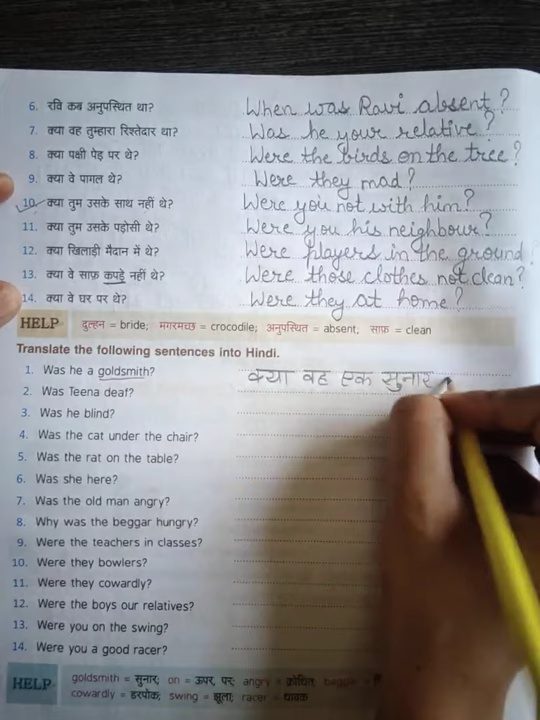 6. रवि कब अनुपस्थित था? When was Ravi absent?
7. क्या वह तुम्हारा रिश्तेदार था? Was he your relative?
8. क्या पक्षी पेड़ पर थे? Were the birds on the tree?
9. क्या वे पागल थे? Were they mad?
10. क्या तुम उसके साथ नहीं थे? Were you not with him?
11. क्या तुम उसके पड़ोसी थे? Were you his neighbour?
12. क्या खिलाड़ी मैदान में थे? Were players in the ground?
13. क्या वे साफ़ कपड़े नहीं थे? Were those clothes not clean?
14. क्या वे घर पर थे? Were they at home?
HELP दुल्हन = bride; मगरमच्छ = crocodile; अनुपस्थित = absent; साफ़ = clean
Translate the following sentences into Hindi.
1. Was he a goldsmith? क्या वह एक सुनार
2. Was Teena deaf?
3. Was he blind?
4. Was the cat under the chair?
5. Was the rat on the table?
6. Was she here?
7. Was the old man angry?
8. Why was the beggar hungry?
9. Were the teachers in classes?
10. Were they bowlers?
11. Were they cowardly?
12. Were the boys our relatives?
13. Were you on the swing?
14. Were you a good racer?
HELP goldsmith = सुनार; on = ऊपर, पर; angry = क्रोधित;
cowardly = डरपोक; swing = झूला; racer = धावक